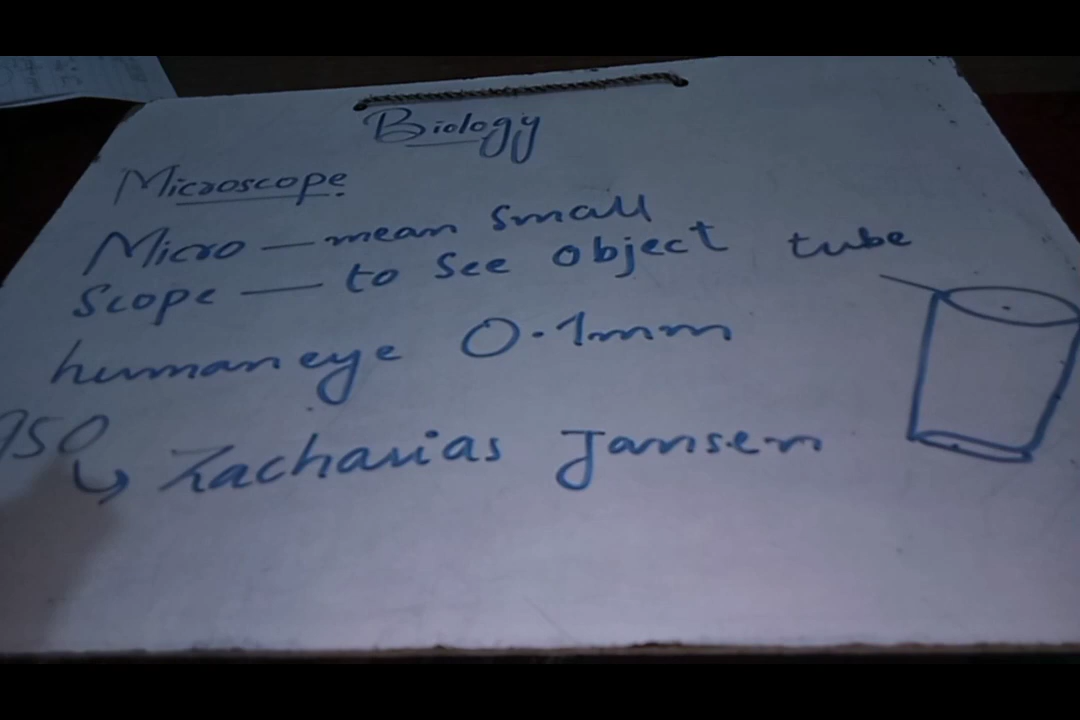 Biology
Microscope.
Micro — mean small
Scope — to see object
tube
human eye 0.1mm
Zacharias Jansen